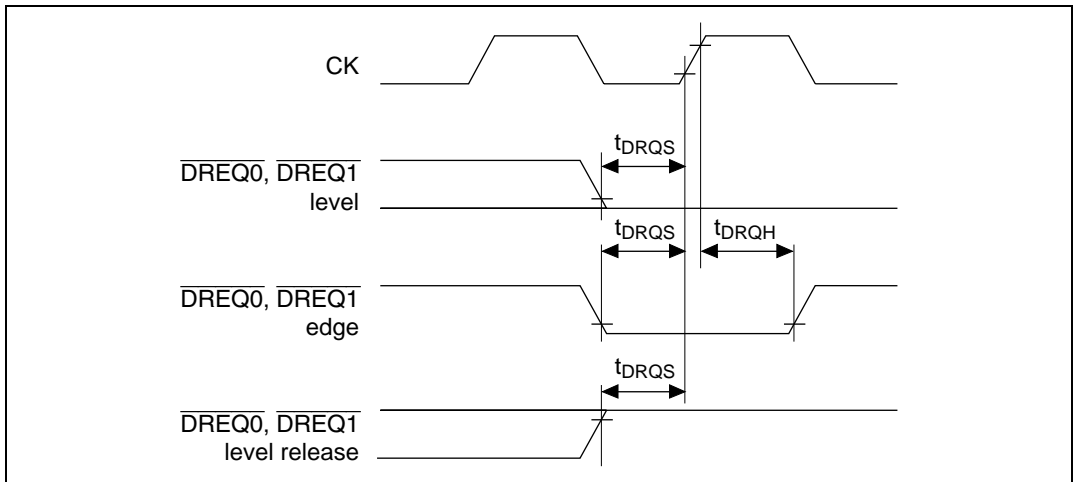 CK
tDRQS
DREQ0, DREQ1
level
tDRQS
tDRQH
DREQ0, DREQ1
edge
tDRQS
DREQ0, DREQ1
level release